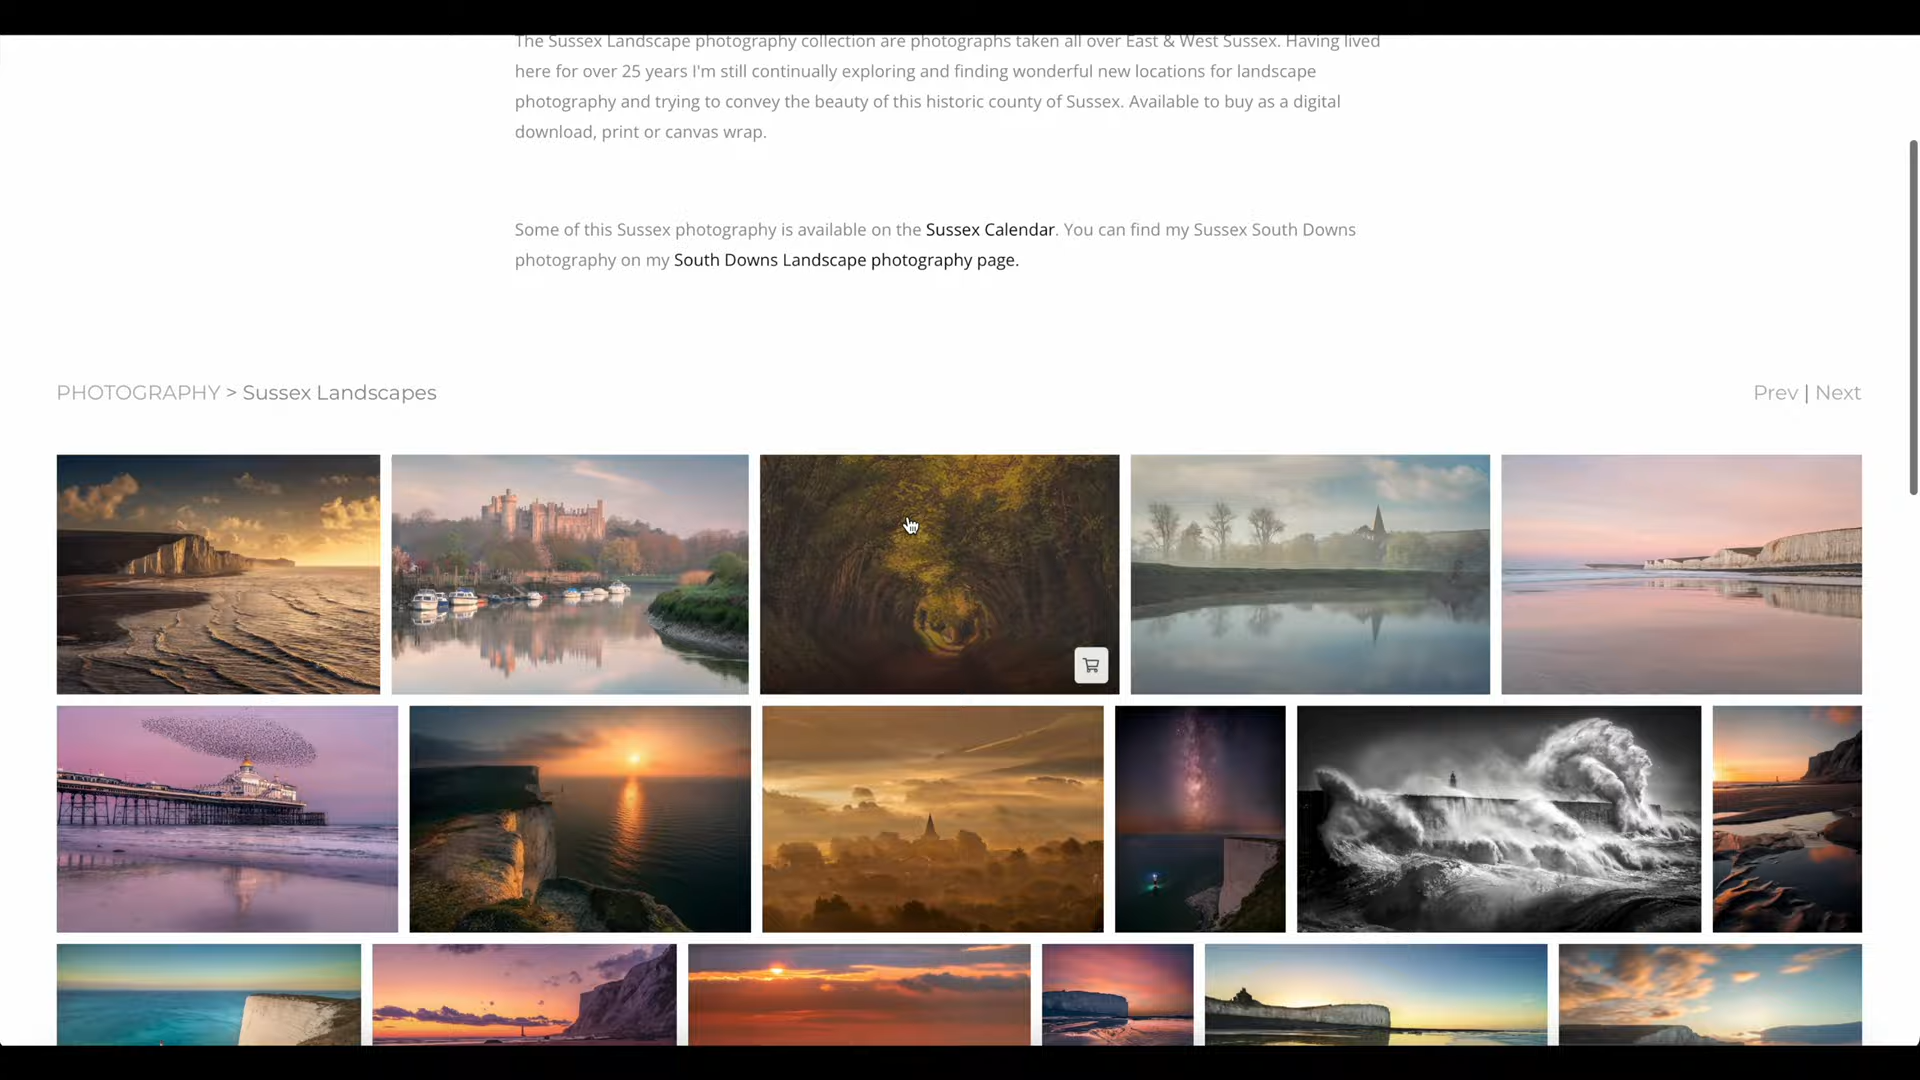 The Sussex Landscape photography collection are photographs taken all over East & West Sussex. Having lived
here for over 25 years I'm still continually exploring and finding wonderful new locations for landscape
photography and trying to convey the beauty of this historic county of Sussex. Available to buy as a digital
download, print or canvas wrap.
Some of this Sussex photography is available on the Sussex Calendar. You can find my Sussex South Downs
photography on my South Downs Landscape photography page.
PHOTOGRAPHY > Sussex Landscapes
Prev | Next